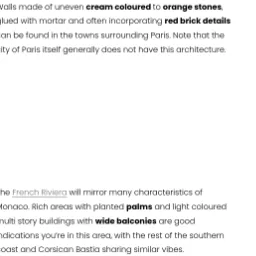 walls made of uneven cream coloured to orange stones,
glued with mortar and often incorporating red brick details
can be found in the towns surrounding Paris. Note that the
city of Paris itself generally does not have this architecture.
The French Riviera will mirror many characteristics of
Monaco. Rich areas with planted palms and light coloured
multi story buildings with wide balconies are good
indications you're in this area, with the rest of the southern
coast and Corsican Bastia sharing similar vibes.